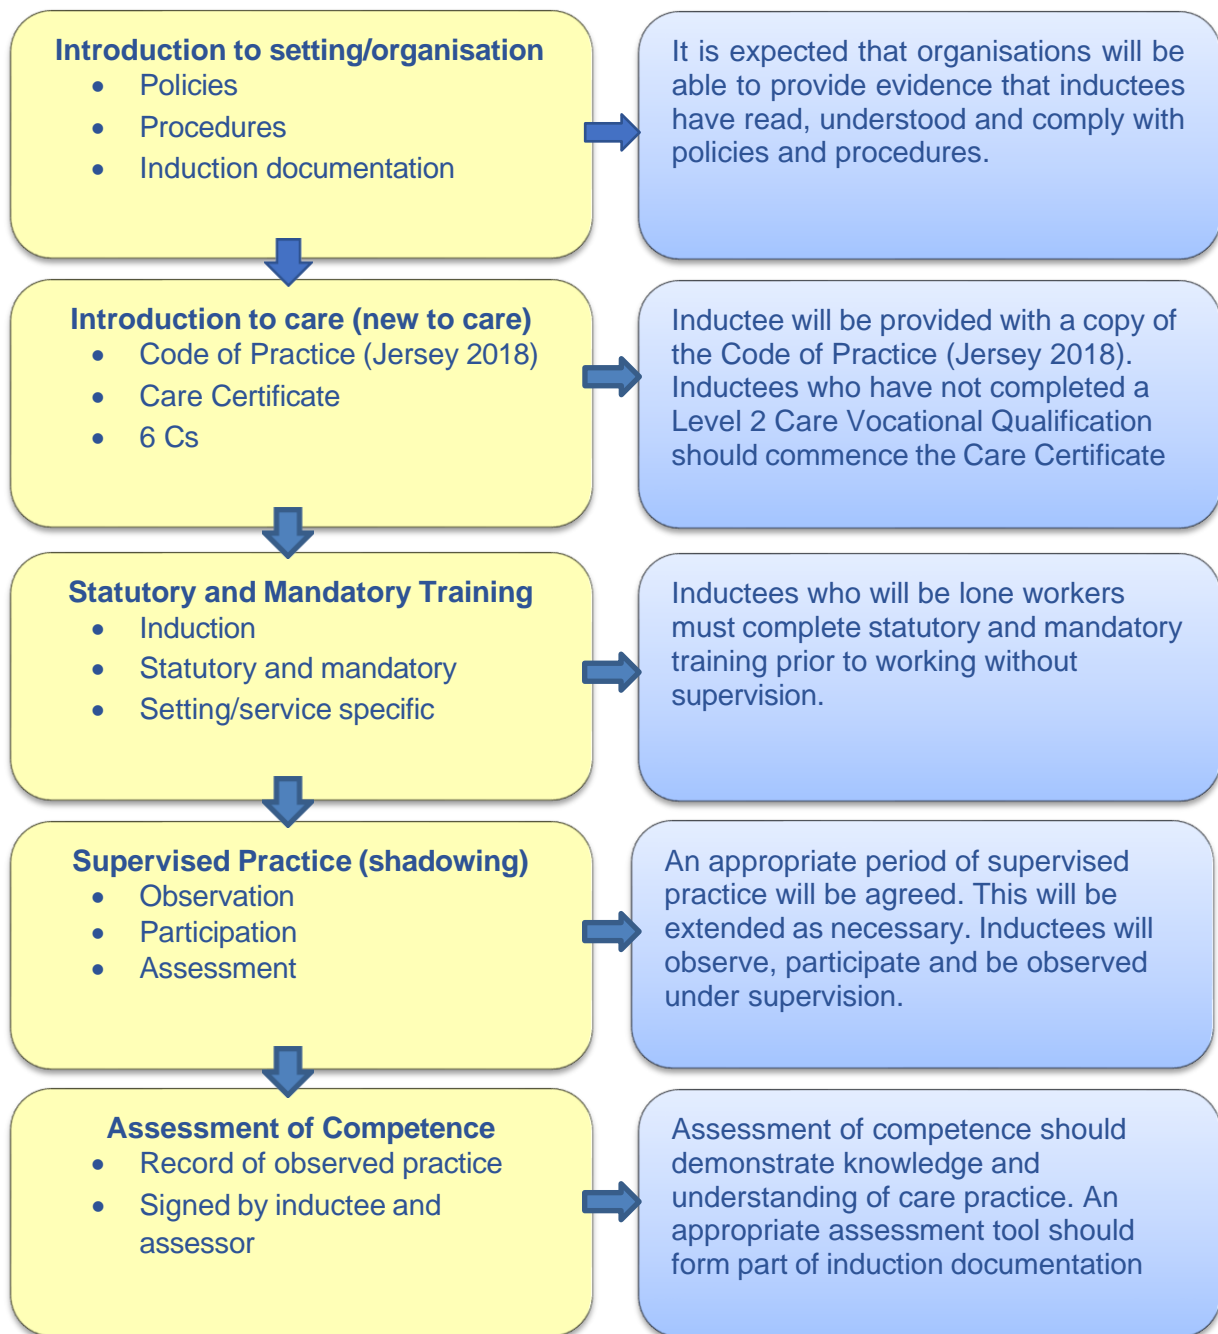 Introduction to setting/organisation
• Policies
• Procedures
• Induction documentation
It is expected that organisations will be
able to provide evidence that inductees
have read, understood and comply with
policies and procedures.
Introduction to care (new to care)
• Code of Practice (Jersey 2018)
• Care Certificate
• 6 Cs
Inductee will be provided with a copy of
the Code of Practice (Jersey 2018).
Inductees who have not completed a
Level 2 Care Vocational Qualification
should commence the Care Certificate
Statutory and Mandatory Training
• Induction
• Statutory and mandatory
• Setting/service specific
Inductees who will be lone workers
must complete statutory and mandatory
training prior to working without
supervision.
Supervised Practice (shadowing)
• Observation
• Participation
• Assessment
An appropriate period of supervised
practice will be agreed. This will be
extended as necessary. Inductees will
observe, participate and be observed
under supervision.
Assessment of Competence
• Record of observed practice
• Signed by inductee and
assessor
Assessment of competence should
demonstrate knowledge and
understanding of care practice. An
appropriate assessment tool should
form part of induction documentation